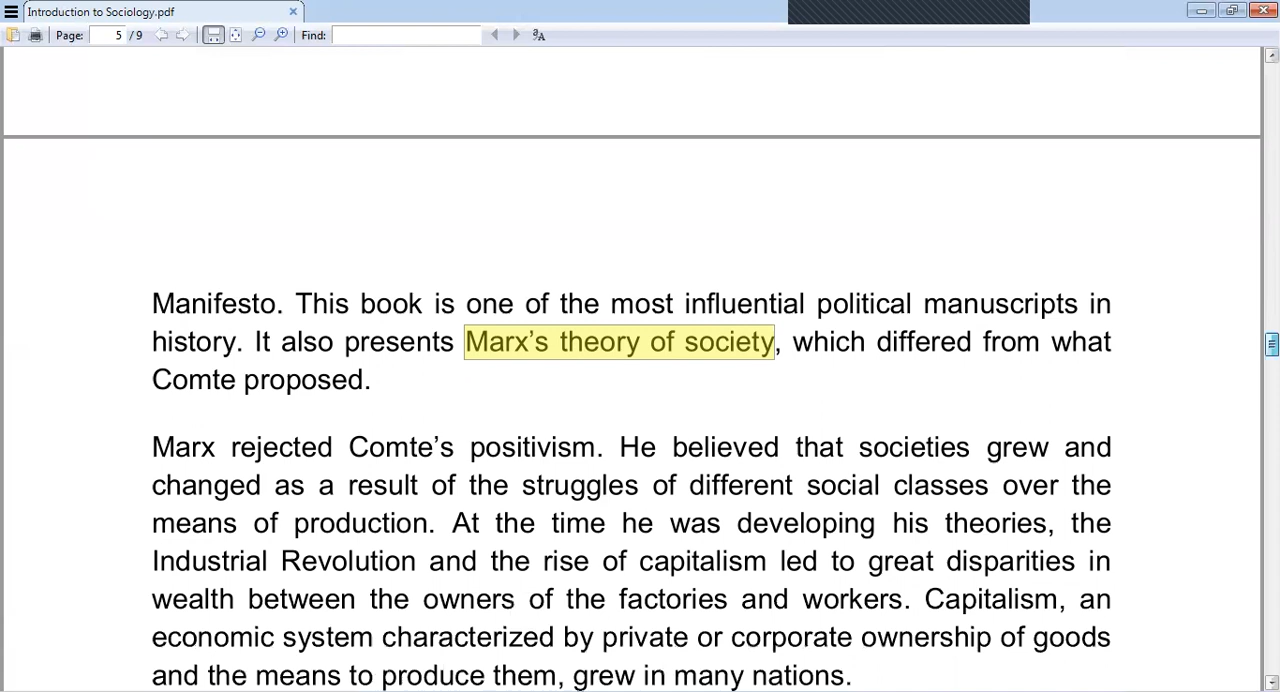 Introduction to Sociology.pdf
Page: 5 / 9 Find:
Manifesto. This book is one of the most influential political manuscripts in
history. It also presents Marx’s theory of society, which differed from what
Comte proposed.
Marx rejected Comte’s positivism. He believed that societies grew and
changed as a result of the struggles of different social classes over the
means of production. At the time he was developing his theories, the
Industrial Revolution and the rise of capitalism led to great disparities in
wealth between the owners of the factories and workers. Capitalism, an
economic system characterized by private or corporate ownership of goods
and the means to produce them, grew in many nations.